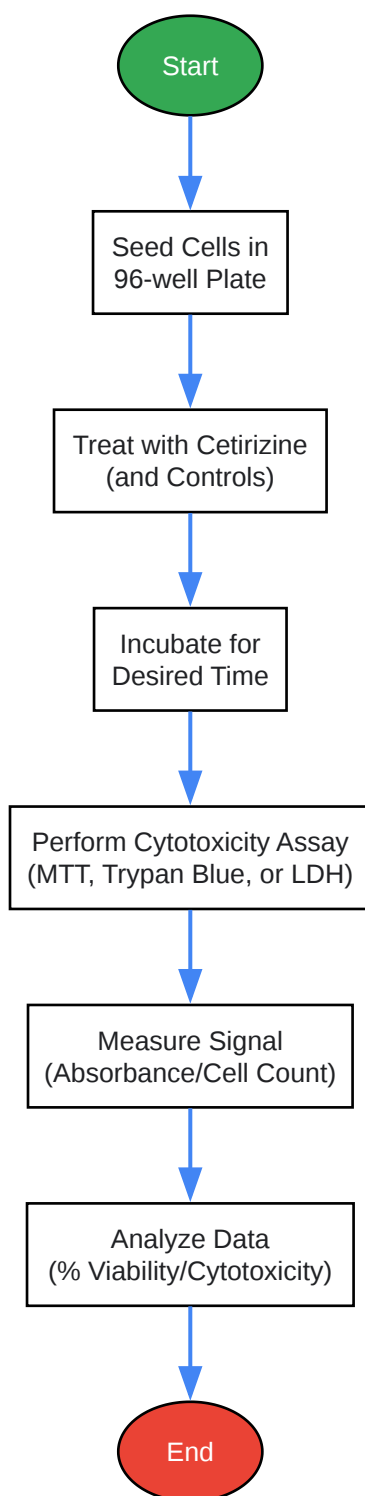 Start
Seed Cells in
96-well Plate
Treat with Cetirizine
(and Controls)
Incubate for
Desired Time
Perform Cytotoxicity Assay
(MTT, Trypan Blue, or LDH)
Measure Signal
(Absorbance/Cell Count)
Analyze Data
(% Viability/Cytotoxicity)
End